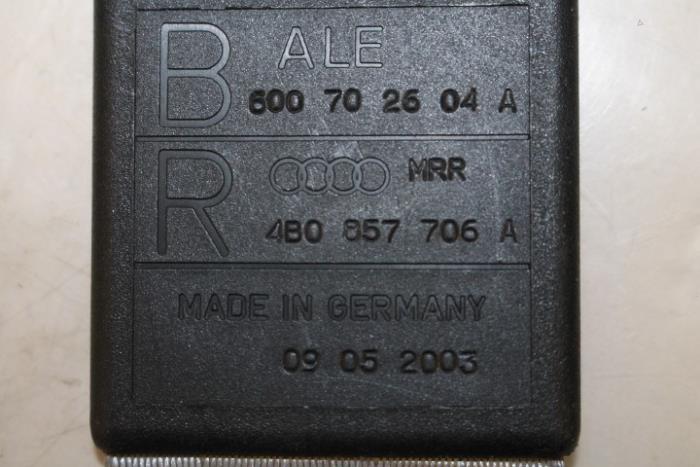 B ALE
600 70 26 04 A
R MRR
4B0 857 706 A
MADE IN GERMANY
09 05 2003